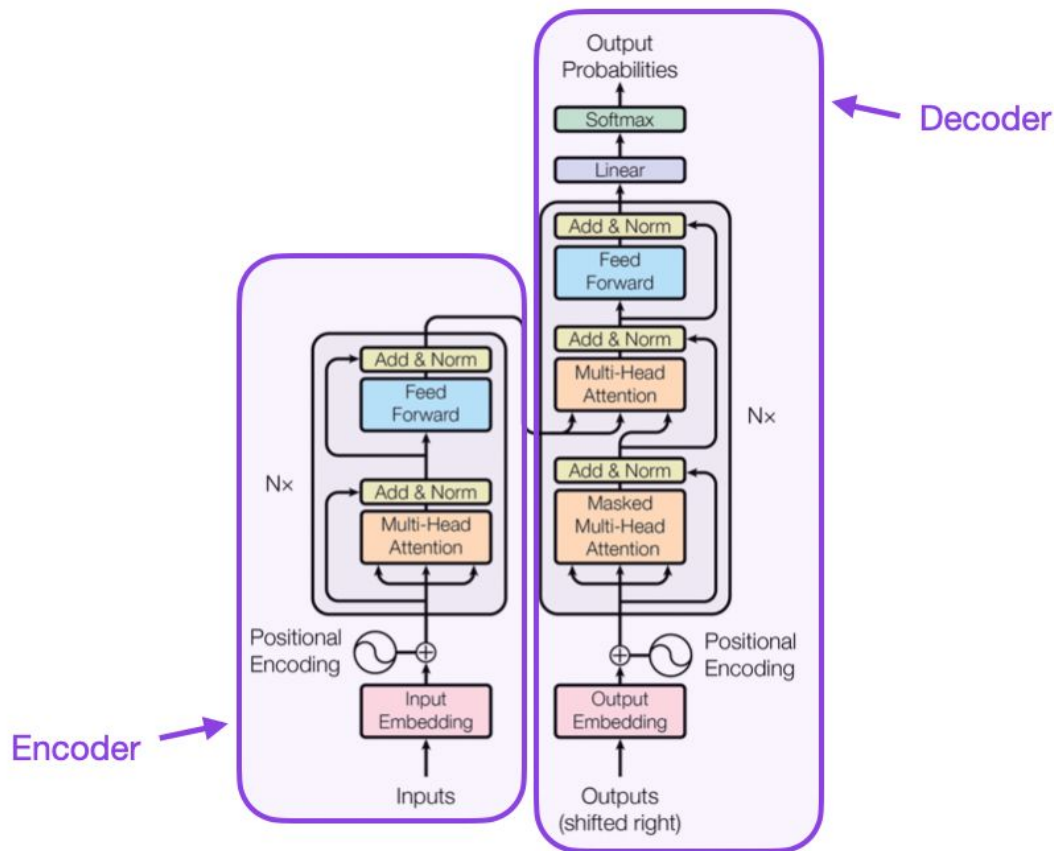 Output
Probabilities
Softmax
Linear
Add & Norm
Feed
Forward
Add & Norm
Multi-Head
Attention
Add & Norm
Masked
Multi-Head
Attention
Nx
Positional
Encoding
Output
Embedding
Outputs
(shifted right)
Decoder
Add & Norm
Feed
Forward
Add & Norm
Multi-Head
Attention
Nx
Positional
Encoding
Input
Embedding
Inputs
Encoder